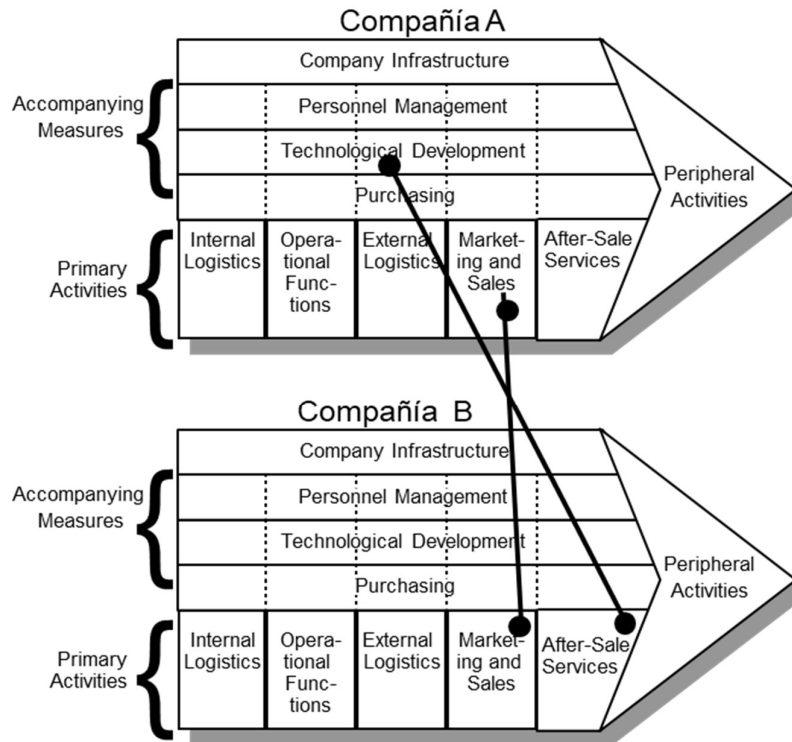 Compañía A
Company Infrastructure
Accompanying
Measures
Personnel Management
Technological Development
Purchasing
Peripheral
Activities
Primary
Activities
Internal
Logistics
Opera-
tional
Func-
tions
External
Logistics
Market-
ing and
Sales
After-Sale
Services
Compañía B
Company Infrastructure
Accompanying
Measures
Personnel Management
Technological Development
Purchasing
Peripheral
Activities
Primary
Activities
Internal
Logistics
Opera-
tional
Func-
tions
External
Logistics
Market-
ing and
Sales
After-Sale
Services